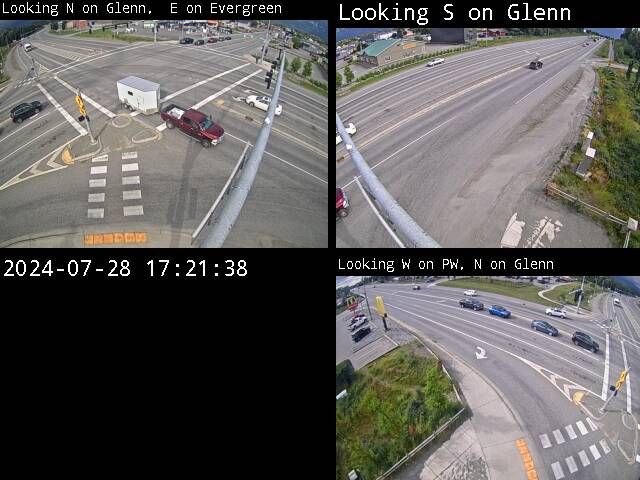 Looking N on Glenn, E on Evergreen
Looking S on Glenn
2024-07-28 17:21:38
Looking W on PW, N on Glenn